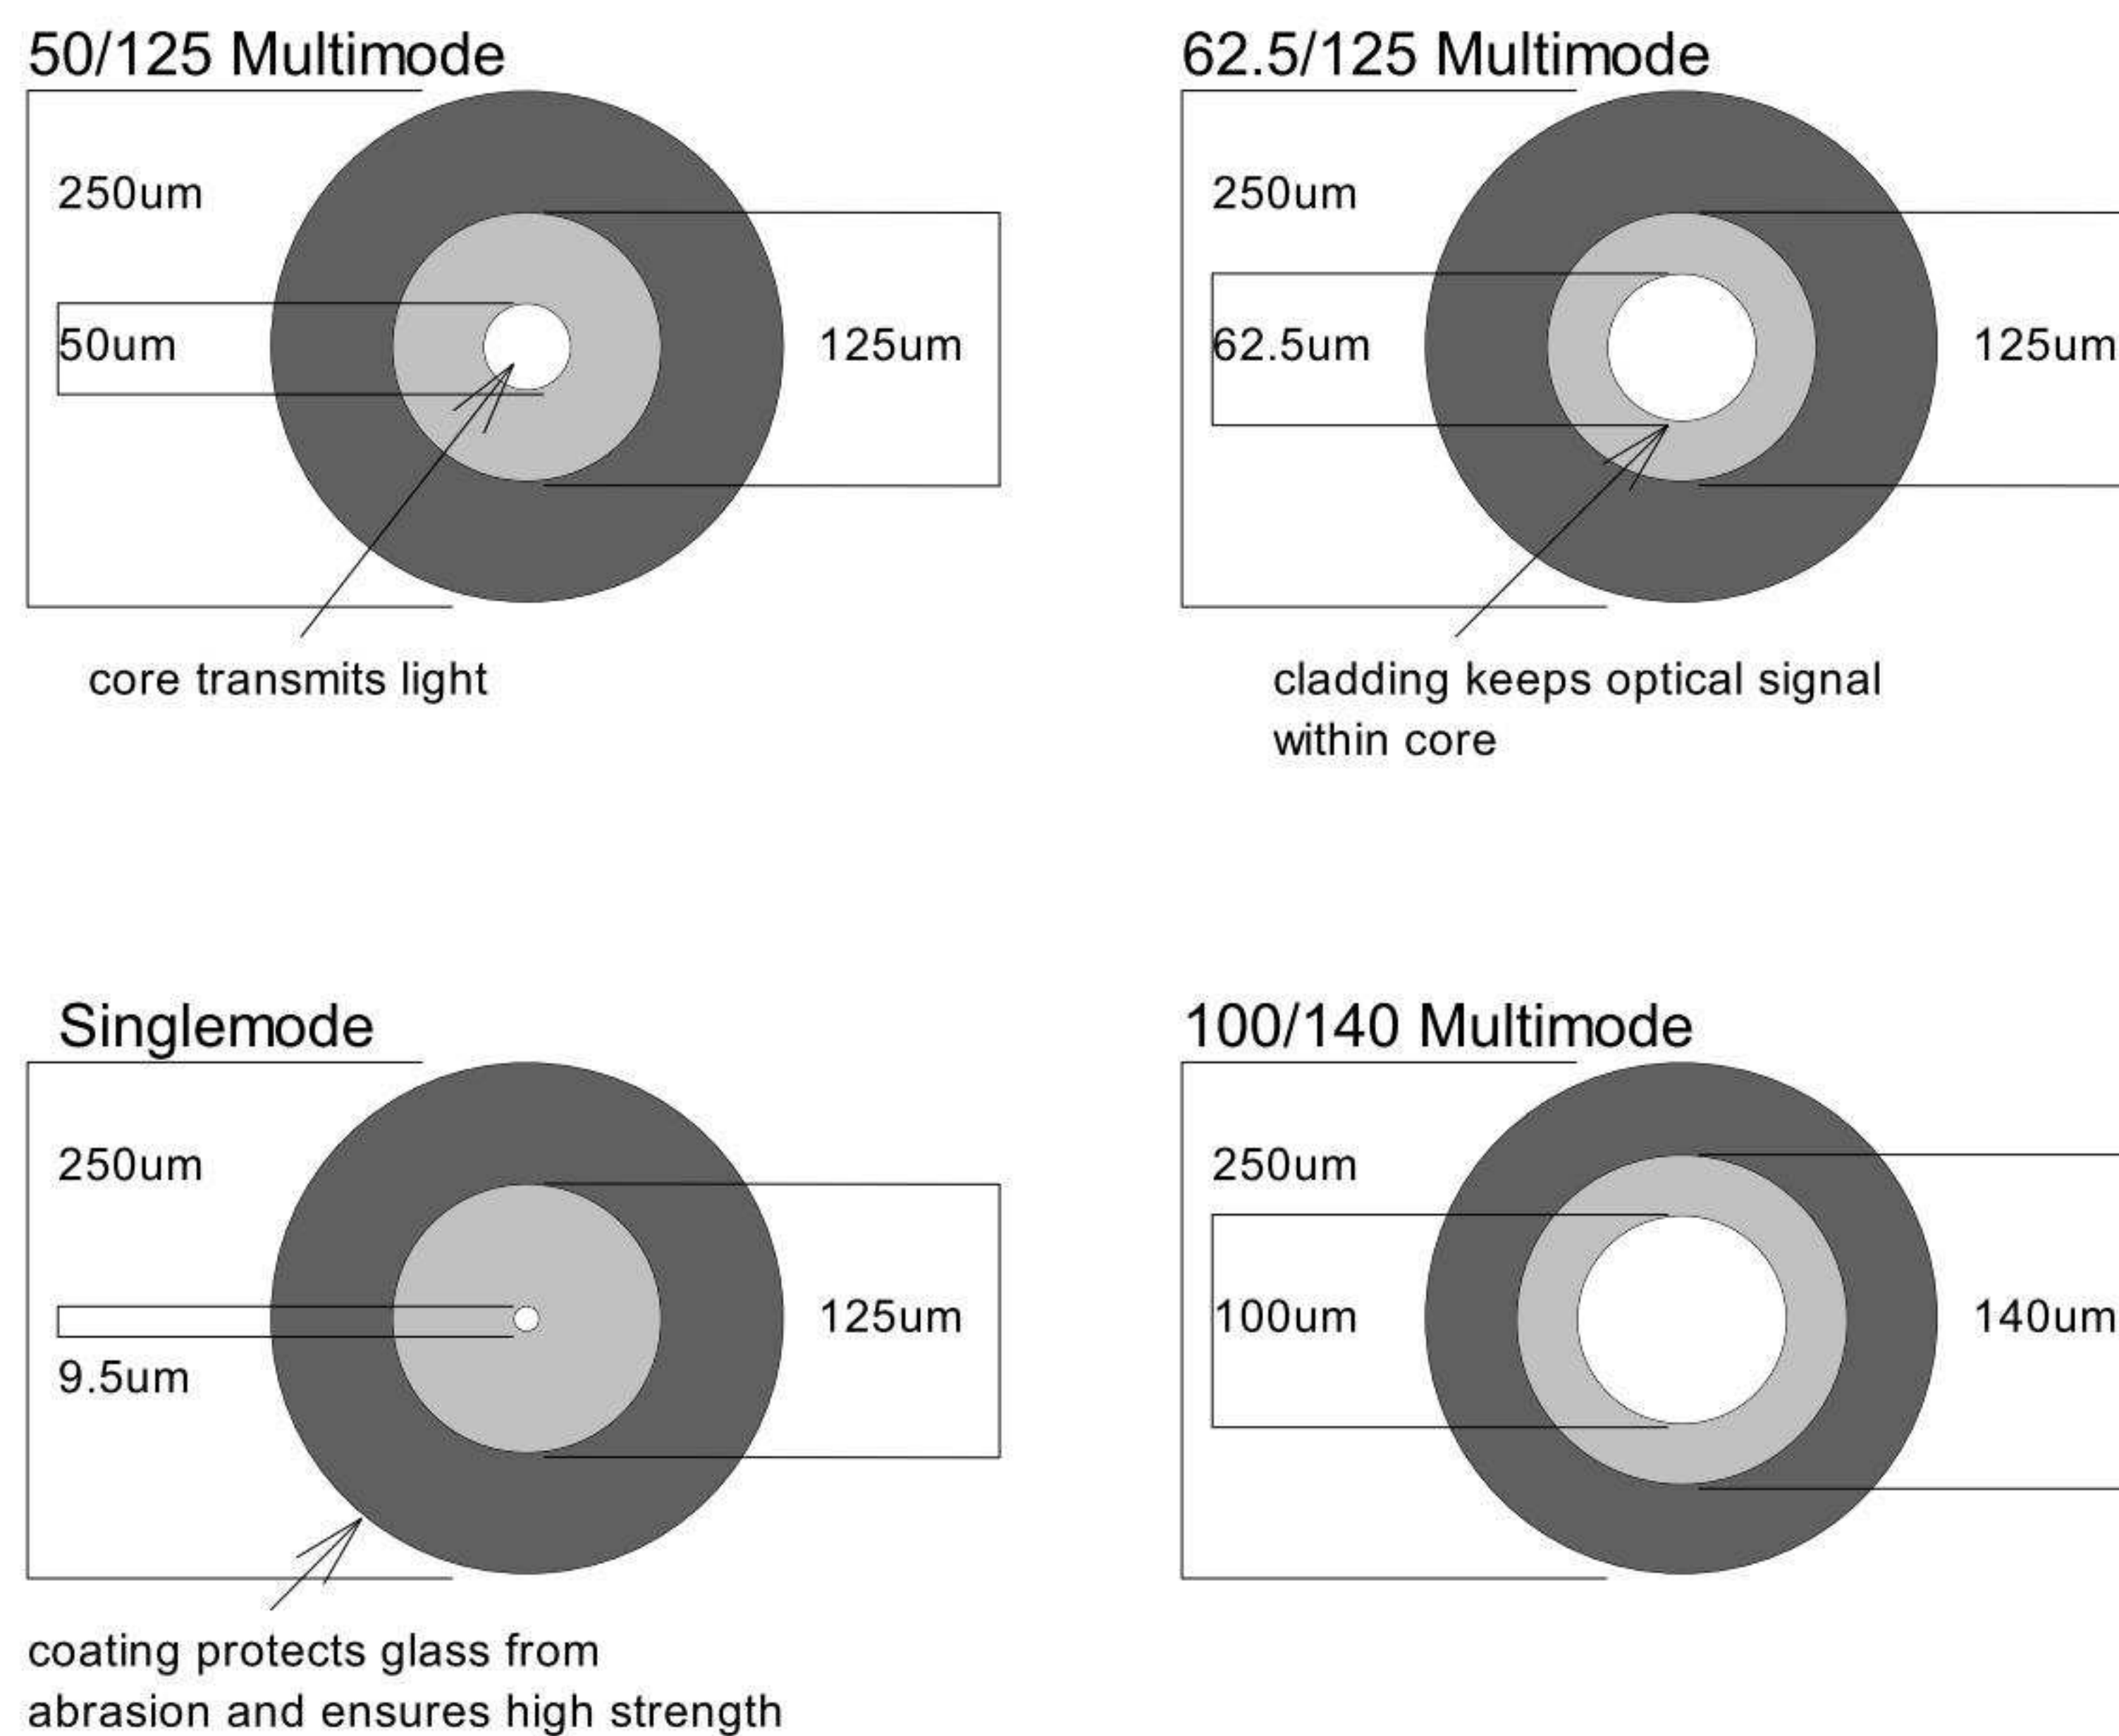 50/125 Multimode
250um
50um
125um
core transmits light
62.5/125 Multimode
250um
62.5um
125um
cladding keeps optical signal
within core
Singlemode
250um
9.5um
125um
coating protects glass from
abrasion and ensures high strength
100/140 Multimode
250um
100um
140um